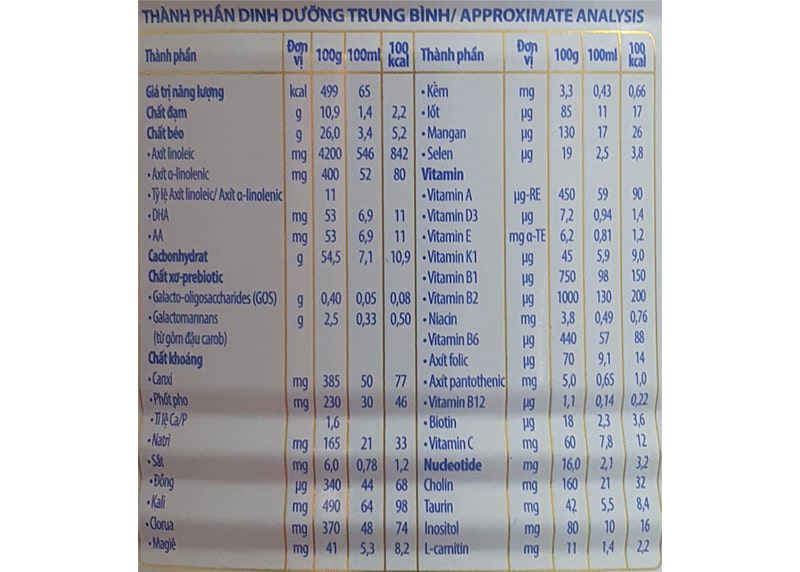 THÀNH PHẦN DINH DƯỠNG TRUNG BÌNH/ APPROXIMATE ANALYSIS
Thành phần Đơn vị 100g 100ml 100 kcal
Giá trị năng lượng kcal 499 65
Chất đạm g 10,9 1,4 2,2
Chất béo g 26,0 3,4 5,2
• Axít linoleic mg 4200 546 842
• Axít α-linolenic mg 400 52 80
• Tỷ lệ Axít linoleic/ Axít α-linolenic 11
• DHA mg 53 6,9 11
• AA mg 53 6,9 11
Cacbonhydrat g 54,5 7,1 10,9
Chất xơ-prebiotic
• Galacto-oligosaccharides (GOS) g 0,40 0,05 0,08
• Galactomannans g 2,5 0,33 0,50
(từ gôm đậu carob)
Chất khoáng
• Canxi mg 385 50 77
• Phốt pho mg 230 30 46
• Tỉ lệ Ca/P 1,6
• Natri mg 165 21 33
• Sắt mg 6,0 0,78 1,2
• Đồng µg 340 44 68
• Kali mg 490 64 98
• Clorua mg 370 48 74
• Magiê mg 41 5,3 8,2
Thành phần Đơn vị 100g 100ml 100 kcal
• Kẽm mg 3,3 0,43 0,66
• Iốt µg 85 11 17
• Mangan µg 130 17 26
• Selen µg 19 2,5 3,8
Vitamin
• Vitamin A µg-RE 450 59 90
• Vitamin D3 µg 7,2 0,94 1,4
• Vitamin E mg α-TE 6,2 0,81 1,2
• Vitamin K1 µg 45 5,9 9,0
• Vitamin B1 µg 750 98 150
• Vitamin B2 µg 1000 130 200
• Niacin mg 3,8 0,49 0,76
• Vitamin B6 µg 440 57 88
• Axít folic µg 70 9,1 14
• Axít pantothenic mg 5,0 0,65 1,0
• Vitamin B12 µg 1,1 0,14 0,22
• Biotin µg 18 2,3 3,6
• Vitamin C mg 60 7,8 12
Nucleotide mg 16,0 2,1 3,2
Cholin mg 160 21 32
Taurin mg 42 5,5 8,4
Inositol mg 80 10 16
L-carnitin mg 11 1,4 2,2